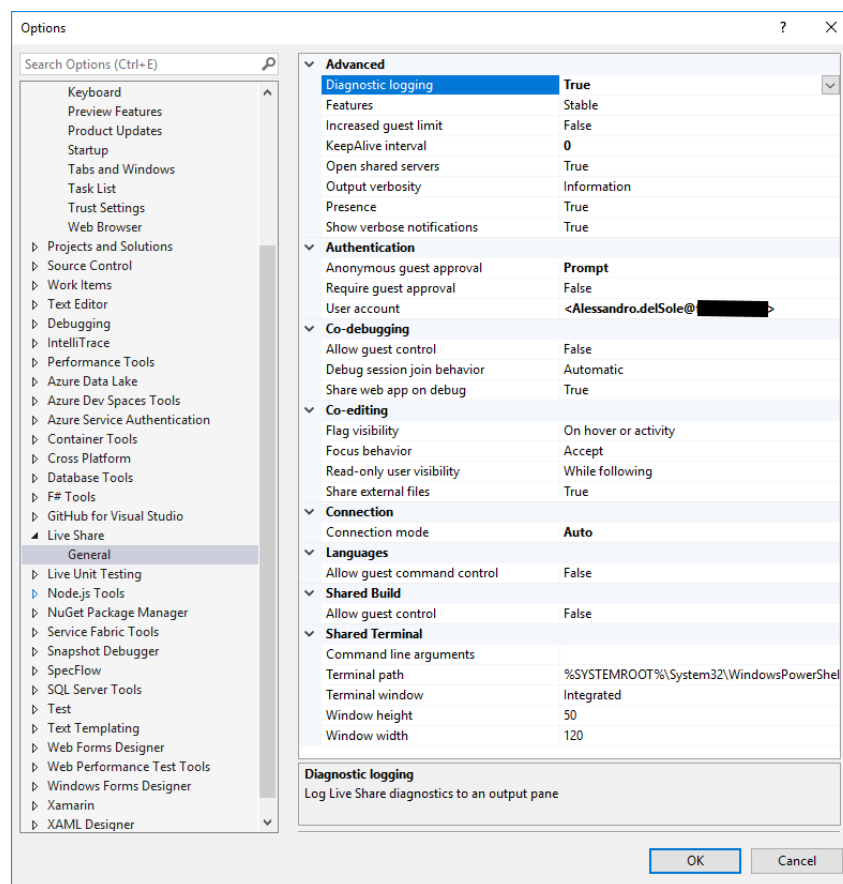 Options
Search Options (Ctrl+E)
Keyboard
Preview Features
Product Updates
Startup
Tabs and Windows
Task List
Trust Settings
Web Browser
Projects and Solutions
Source Control
Work Items
Text Editor
Debugging
IntelliTrace
Performance Tools
Azure Data Lake
Azure Dev Spaces Tools
Azure Service Authentication
Container Tools
Cross Platform
Database Tools
F# Tools
GitHub for Visual Studio
Live Share
General
Live Unit Testing
Node.js Tools
NuGet Package Manager
Service Fabric Tools
Snapshot Debugger
SpecFlow
SQL Server Tools
Test
Text Templating
Web Forms Designer
Web Performance Test Tools
Windows Forms Designer
Xamarin
XAML Designer
Advanced
Diagnostic logging True
Features Stable
Increased guest limit False
KeepAlive interval 0
Open shared servers True
Output verbosity Information
Presence True
Show verbose notifications True
Authentication
Anonymous guest approval Prompt
Require guest approval False
User account <Alessandro.delSole@ >
Co-debugging
Allow guest control False
Debug session join behavior Automatic
Share web app on debug True
Co-editing
Flag visibility On hover or activity
Focus behavior Accept
Read-only user visibility While following
Share external files True
Connection
Connection mode Auto
Languages
Allow guest command control False
Shared Build
Allow guest control False
Shared Terminal
Command line arguments
Terminal path %SYSTEMROOT%\System32\WindowsPowerShel
Terminal window Integrated
Window height 50
Window width 120
Diagnostic logging
Log Live Share diagnostics to an output pane
OK Cancel